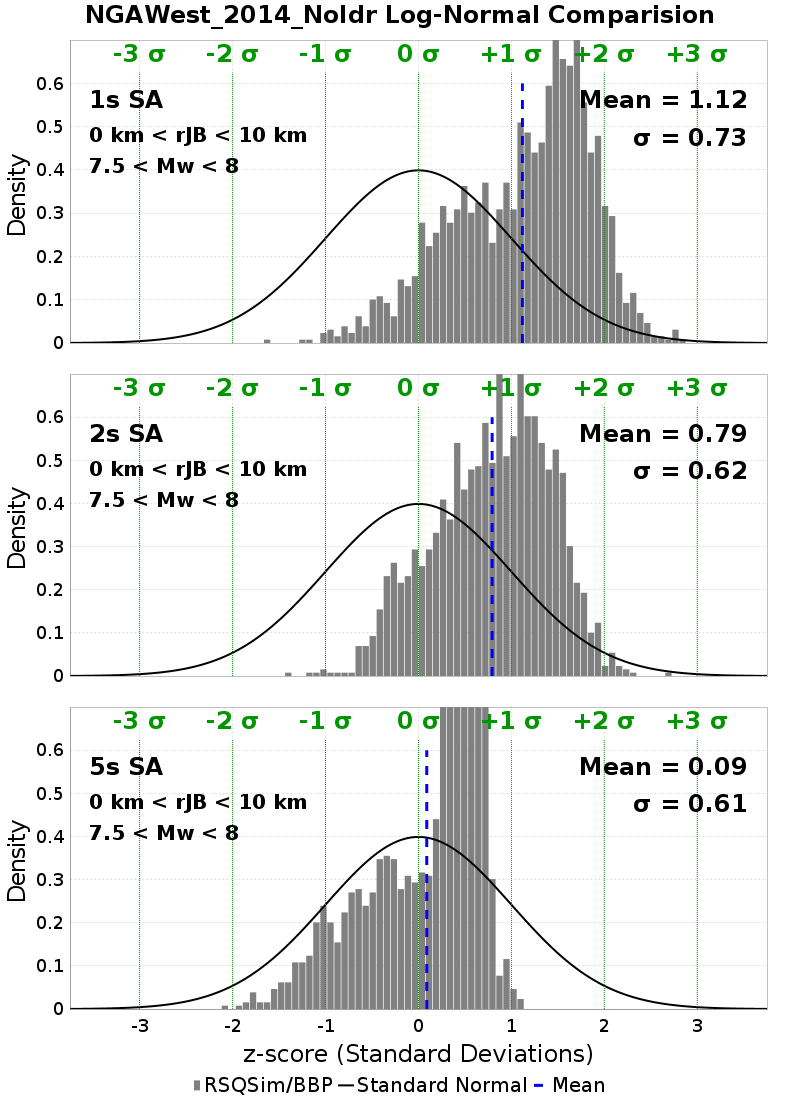 NGAWest_2014_NoIdr Log-Normal Comparision
-3 σ -2 σ -1 σ 0 σ +1 σ +2 σ +3 σ
0.6
1s SA
Mean = 1.12
0.5
0 km < rJB < 10 km
σ = 0.73
7.5 < Mw < 8
0.4
0.3
0.2
0.1
0
Density
-3 σ -2 σ -1 σ 0 σ +1 σ +2 σ +3 σ
0.6
2s SA
Mean = 0.79
0.5
0 km < rJB < 10 km
σ = 0.62
7.5 < Mw < 8
0.4
0.3
0.2
0.1
0
Density
-3 σ -2 σ -1 σ 0 σ +1 σ +2 σ +3 σ
0.6
5s SA
Mean = 0.09
0.5
0 km < rJB < 10 km
σ = 0.61
7.5 < Mw < 8
0.4
0.3
0.2
0.1
0
Density
-3 -2 -1 0 1 2 3
z-score (Standard Deviations)
RSQSim/BBP Standard Normal Mean